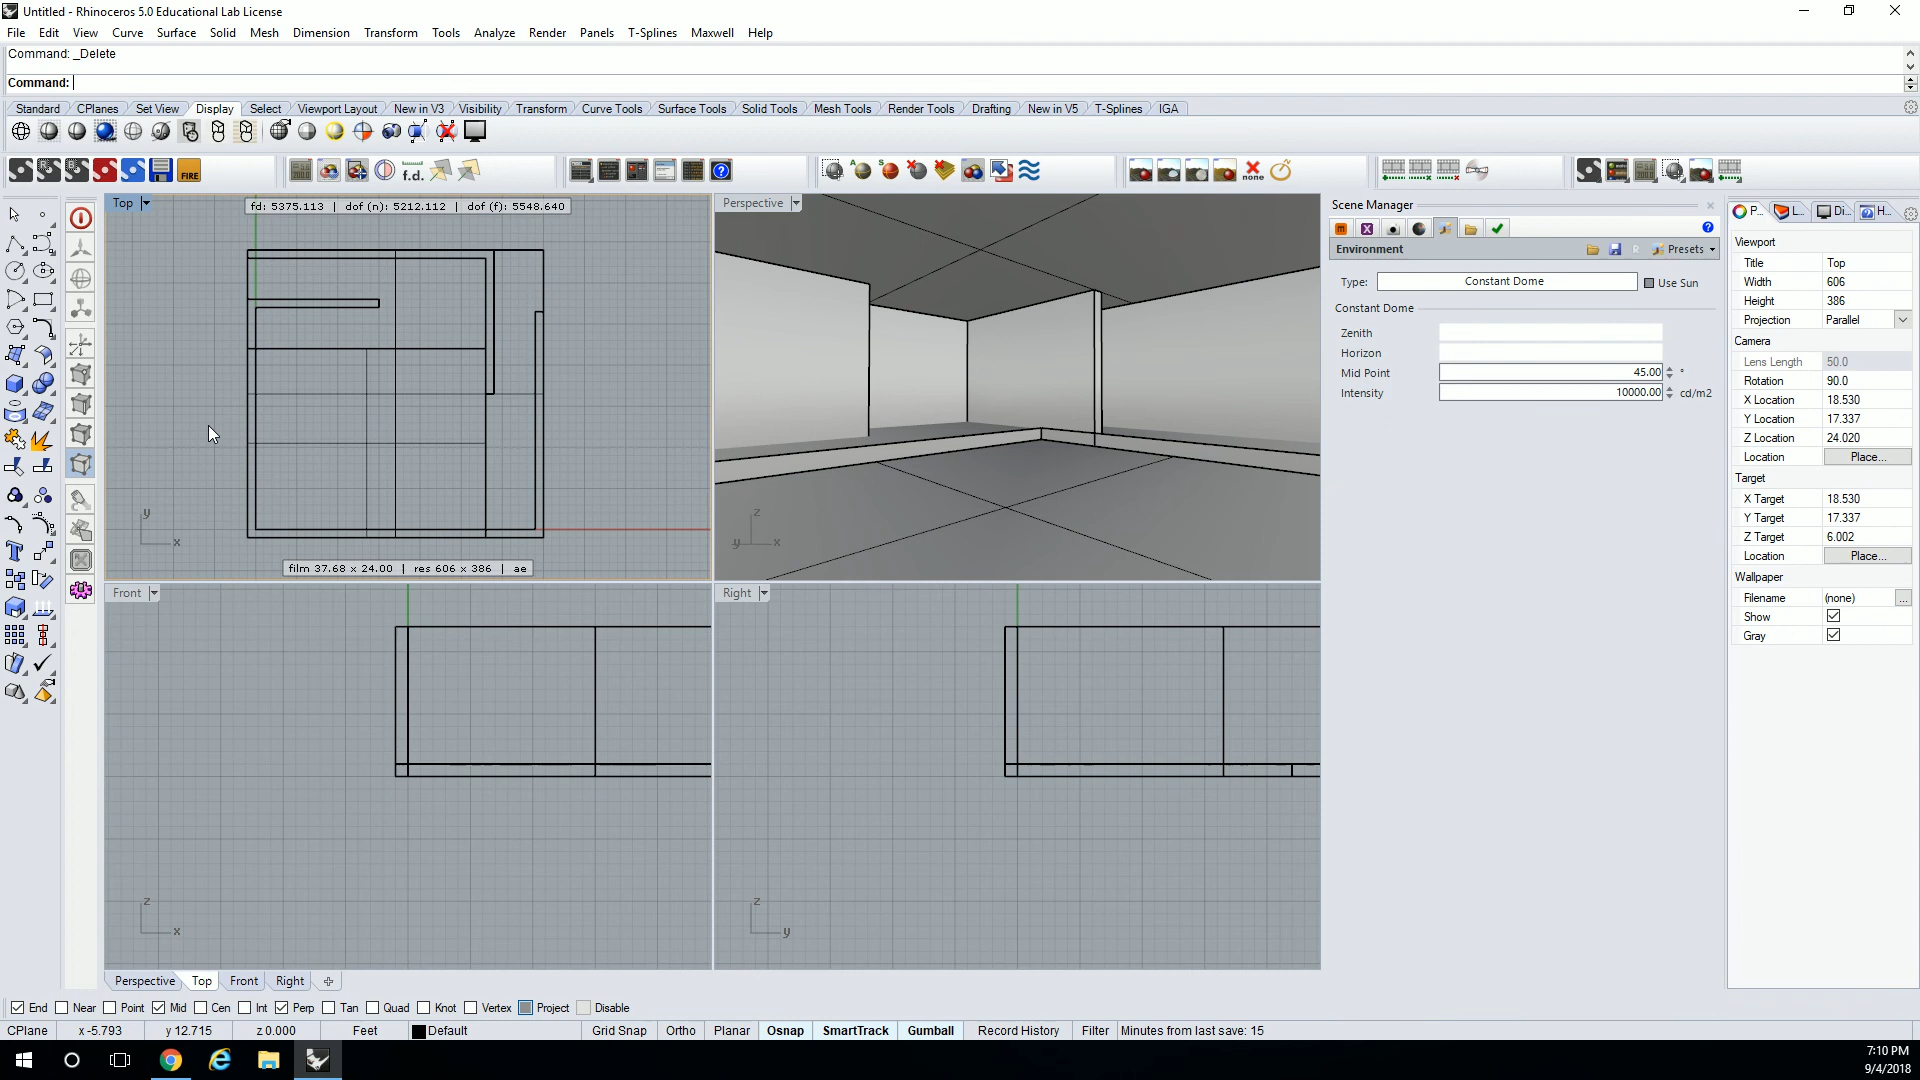 Untitled - Rhinoceros 5.0 Educational Lab License
File Edit View Curve Surface Solid Mesh Dimension Transform Tools Analyze Render Panels T-Splines Maxwell Help
Command: _Delete
Command:
Standard CPlanes Set View Display Select Viewport Layout New in V3 Visibility Transform Curve Tools Surface Tools Solid Tools Mesh Tools Render Tools Drafting New in V5 T-Splines IGA
FIRE f.d. none
Top
fd: 5375.113 | dof (n): 5212.112 | dof (f): 5548.640
y
x
film 37.68 x 24.00 | res 606 x 386 | ae
Perspective
z
y x
Front
z
x
Right
z
y
Scene Manager
Environment
Presets
Type: Constant Dome Use Sun
Constant Dome
Zenith
Horizon
Mid Point 45.00 °
Intensity 10000.00 cd/m2
P... L... Di... H...
Viewport
Title Top
Width 606
Height 386
Projection Parallel
Camera
Lens Length 50.0
Rotation 90.0
X Location 18.530
Y Location 17.337
Z Location 24.020
Location Place...
Target
X Target 18.530
Y Target 17.337
Z Target 6.002
Location Place...
Wallpaper
Filename (none) ...
Show
Gray
Perspective Top Front Right
End Near Point Mid Cen Int Perp Tan Quad Knot Vertex Project Disable
CPlane x -5.793 y 12.715 z 0.000 Feet Default Grid Snap Ortho Planar Osnap SmartTrack Gumball Record History Filter Minutes from last save: 15
7:10 PM
9/4/2018